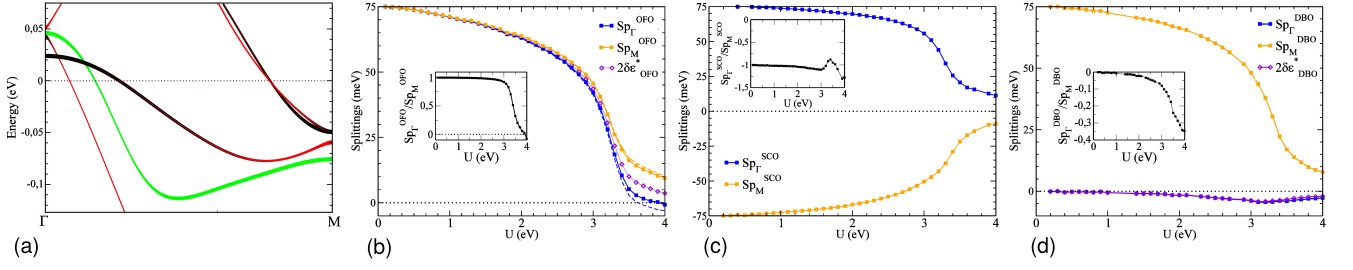 0,05
0
-0,05
-0,1
Energy (eV)
Γ
M
(a)
75
50
25
0
Splittings (meV)
Sp_Γ^OFO
Sp_M^OFO
2δε*_OFO
1
0,5
0
Sp_Γ^OFO/Sp_M^OFO
0 1 2 3 4
U (eV)
0 1 2 3 4
U (eV)
(b)
75
50
25
0
25
50
-75
Splittings (meV)
0
-0,5
-1
-1,5
Sp_Γ^SCO/Sp_M^SCO
0 1 2 3 4
U (eV)
Sp_Γ^SCO
Sp_M^SCO
0 1 2 3 4
U (eV)
(c)
75
50
25
0
Splittings (meV)
Sp_Γ^DBO
Sp_M^DBO
2δε*_DBO
0
-0,1
-0,2
-0,3
-0,4
Sp_Γ^DBO/Sp_M^DBO
0 1 2 3 4
U (eV)
0 1 2 3 4
U (eV)
(d)